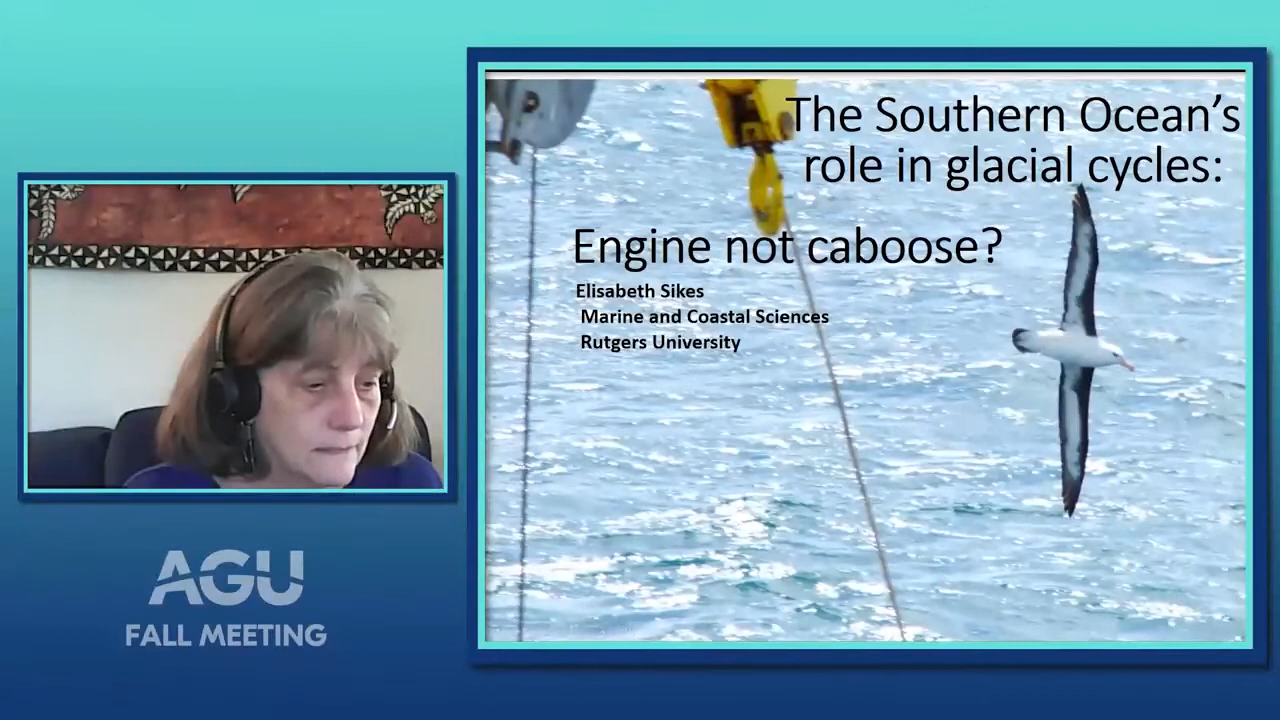 The Southern Ocean's
role in glacial cycles:
Engine not caboose?
Elisabeth Sikes
Marine and Coastal Sciences
Rutgers University
AGU
FALL MEETING